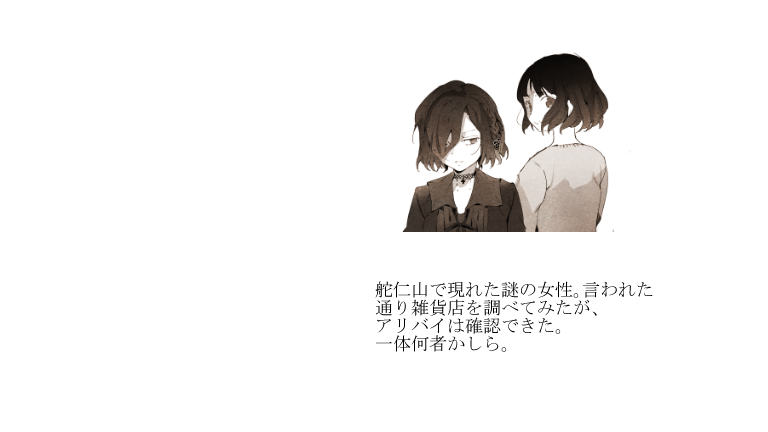 舵仁山で現れた謎の女性。言われた
通り雑貨店を調べてみたが、
アリバイは確認できた。
一体何者かしら。